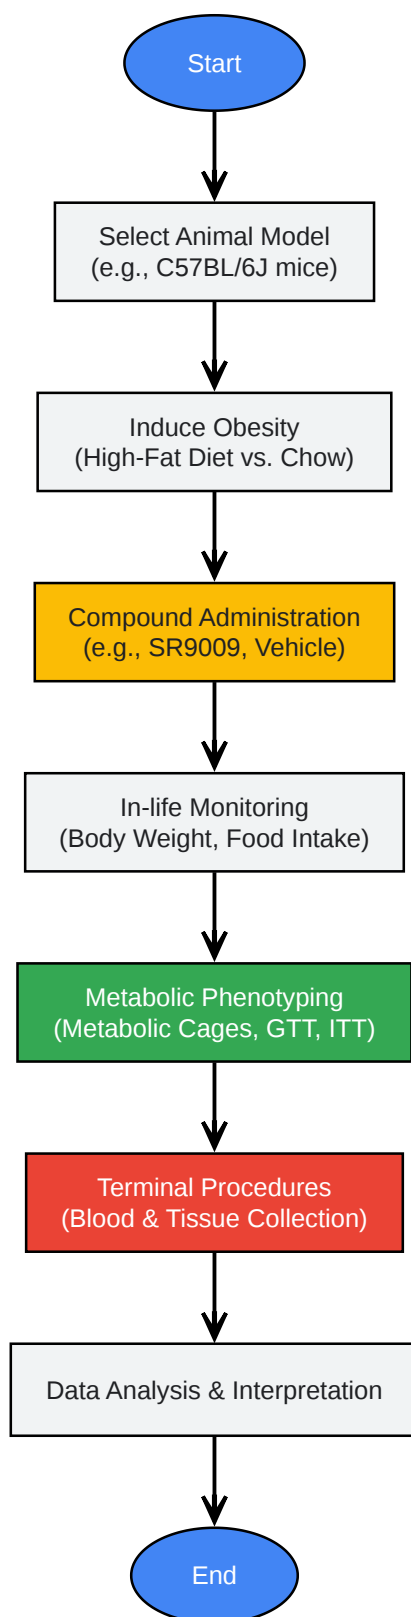 Start
Select Animal Model
(e.g., C57BL/6J mice)
Induce Obesity
(High-Fat Diet vs. Chow)
Compound Administration
(e.g., SR9009, Vehicle)
In-life Monitoring
(Body Weight, Food Intake)
Metabolic Phenotyping
(Metabolic Cages, GTT, ITT)
Terminal Procedures
(Blood & Tissue Collection)
Data Analysis & Interpretation
End